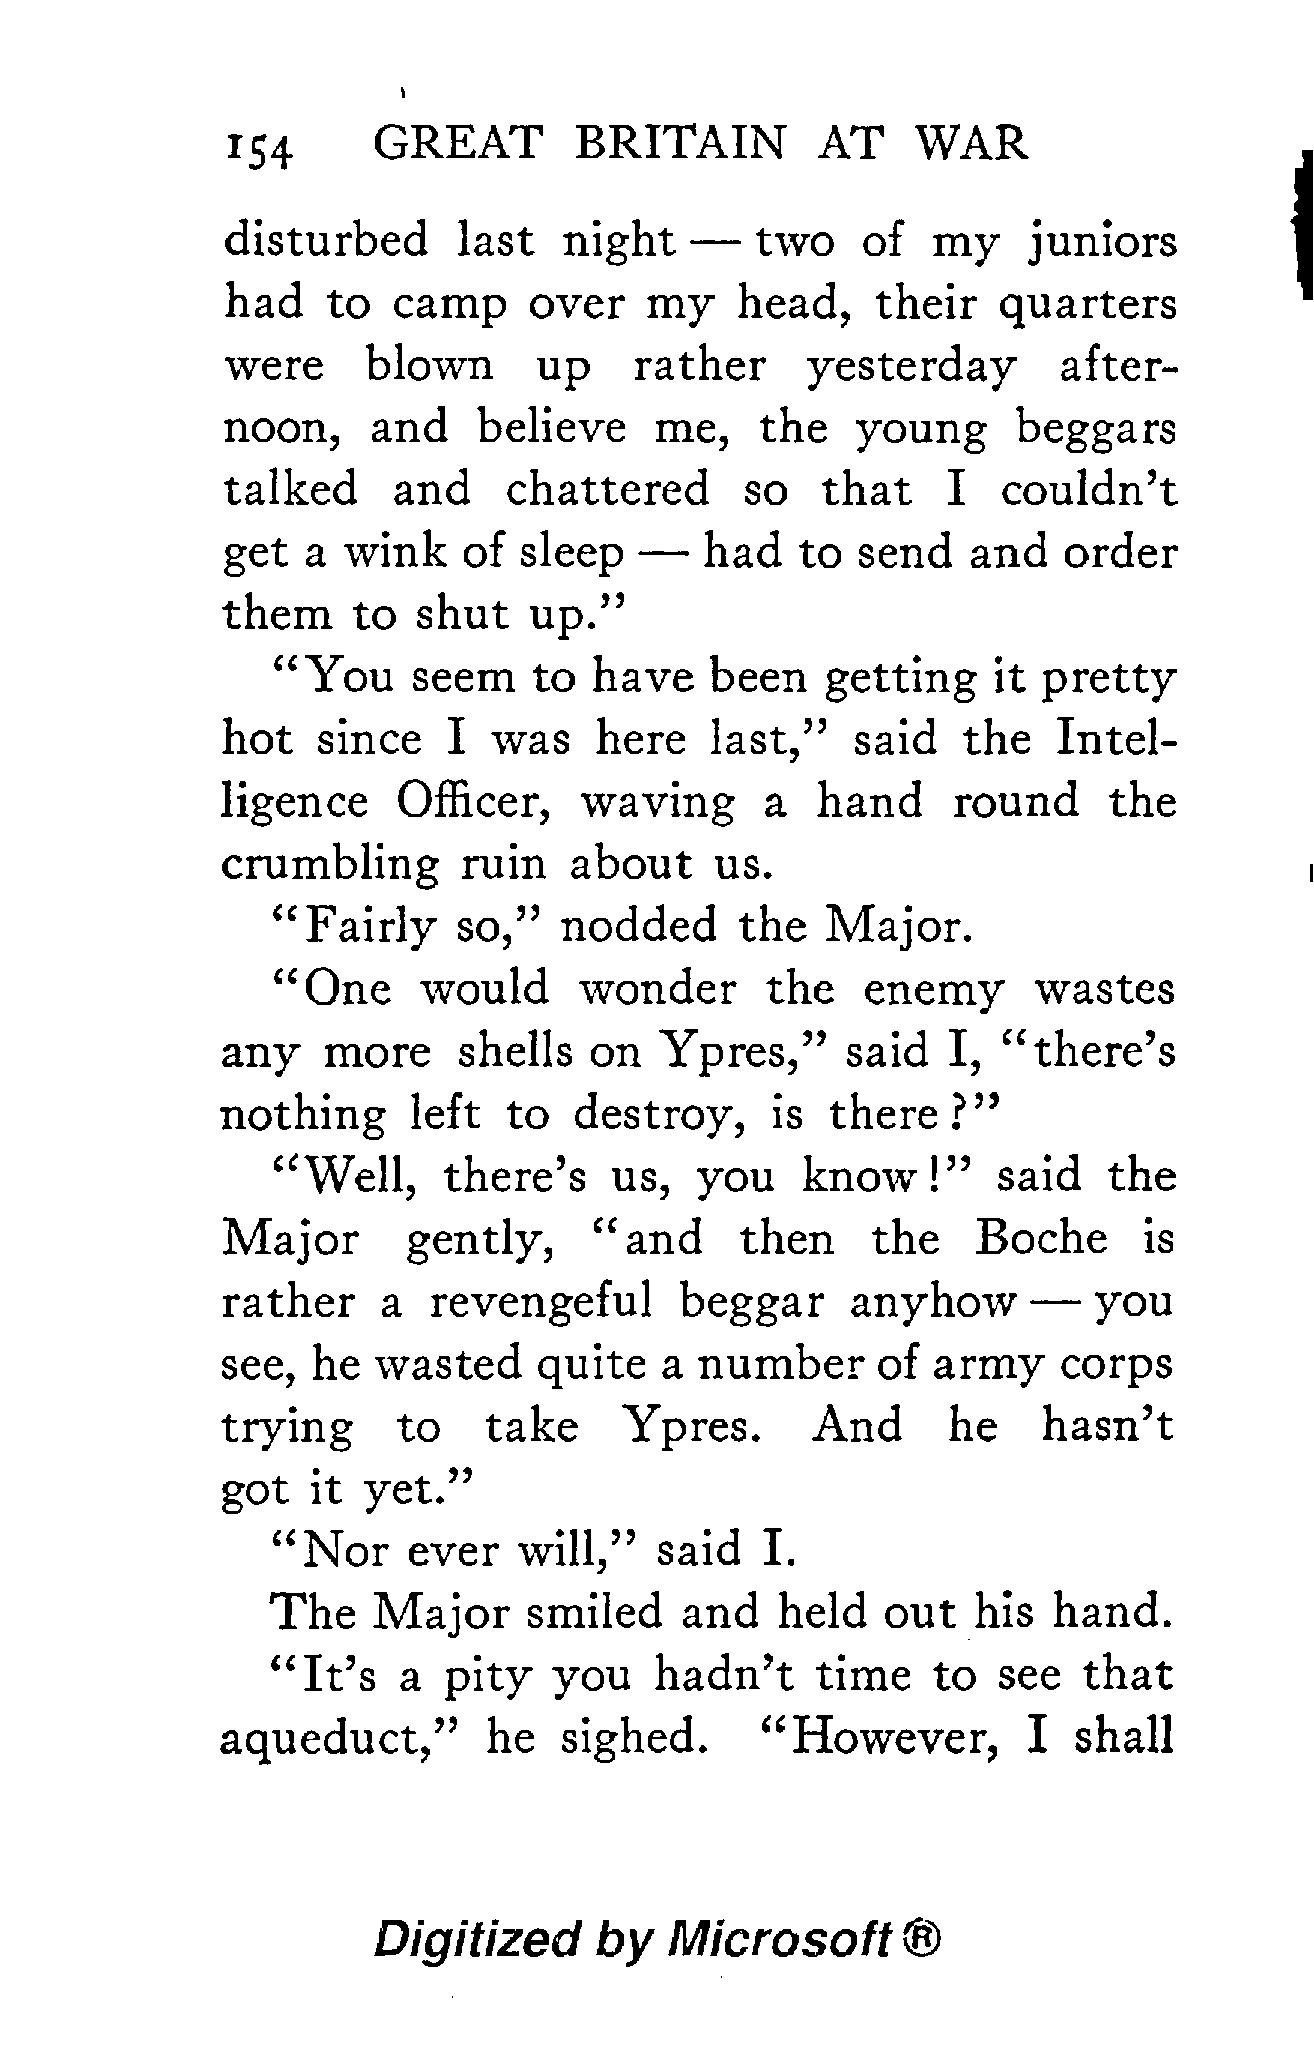 154 GREAT BRITAIN AT WAR
disturbed last night — two of my juniors
had to camp over my head, their quarters
were blown up rather yesterday after-
noon, and believe me, the young beggars
talked and chattered so that I couldn't
get a wink of sleep — had to send and order
them to shut up."
"You seem to have been getting it pretty
hot since I was here last," said the Intel-
ligence Officer, waving a hand round the
crumbling ruin about us.
"Fairly so," nodded the Major.
"One would wonder the enemy wastes
any more shells on Ypres," said I, "there's
nothing left to destroy, is there?"
"Well, there's us, you know!" said the
Major gently, "and then the Boche is
rather a revengeful beggar anyhow — you
see, he wasted quite a number of army corps
trying to take Ypres. And he hasn't
got it yet."
"Nor ever will," said I.
The Major smiled and held out his hand.
"It's a pity you hadn't time to see that
aqueduct," he sighed. "However, I shall
Digitized by Microsoft ®